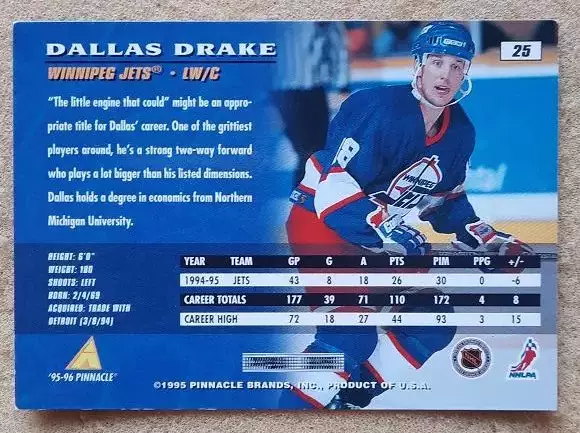 DALLAS DRAKE
25
WINNIPEG JETS® • LW/C
"The little engine that could" might be an appro-
priate title for Dallas' career. One of the grittiest
players around, he's a strong two-way forward
who plays a lot bigger than his listed dimensions.
Dallas holds a degree in economics from Northern
Michigan University.
18
WINNIPEG
JETS
HEIGHT: 6'0"
WEIGHT: 180
SHOOTS: LEFT
BORN: 2/4/69
ACQUIRED: TRADE WITH
DETROIT (3/8/94)
YEAR TEAM GP G A PTS PIM PPG +/-
1994-95 JETS 43 8 18 26 30 0 -6
CAREER TOTALS 177 39 71 110 172 4 8
CAREER HIGH 72 18 27 44 93 3 15
'95-96 PINNACLE®
NHL
NHLPA
©1995 PINNACLE BRANDS, INC., PRODUCT OF U.S.A.